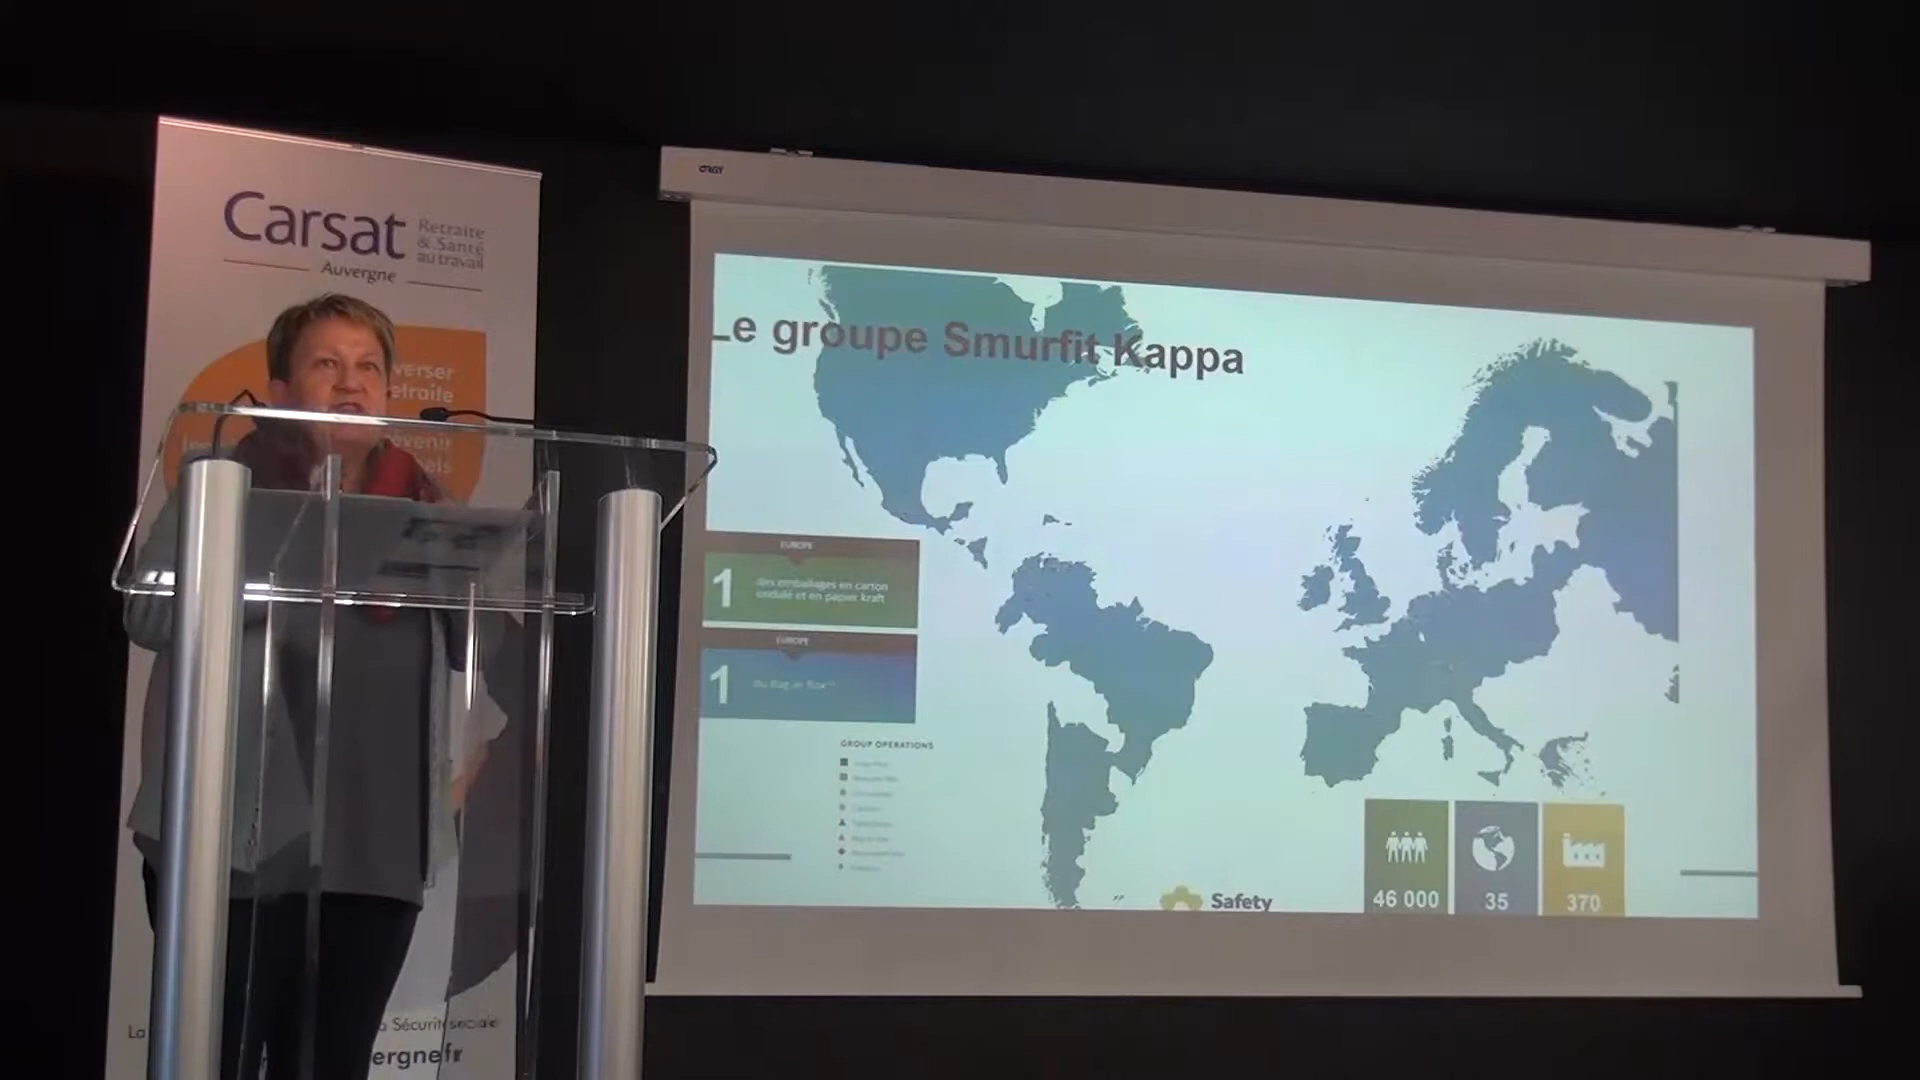 Carsat
Retraite
& Santé
au travail
Auvergne
verser
etraite
évenir
els
La
a Sécurité sociale
ergne.fr
Le groupe Smurfit Kappa
EUROPE
1
des emballages en carton
ondulé et en papier kraft
EUROPE
1
du Bag-in-Box
GROUP OPERATIONS
Safety
46 000
35
370